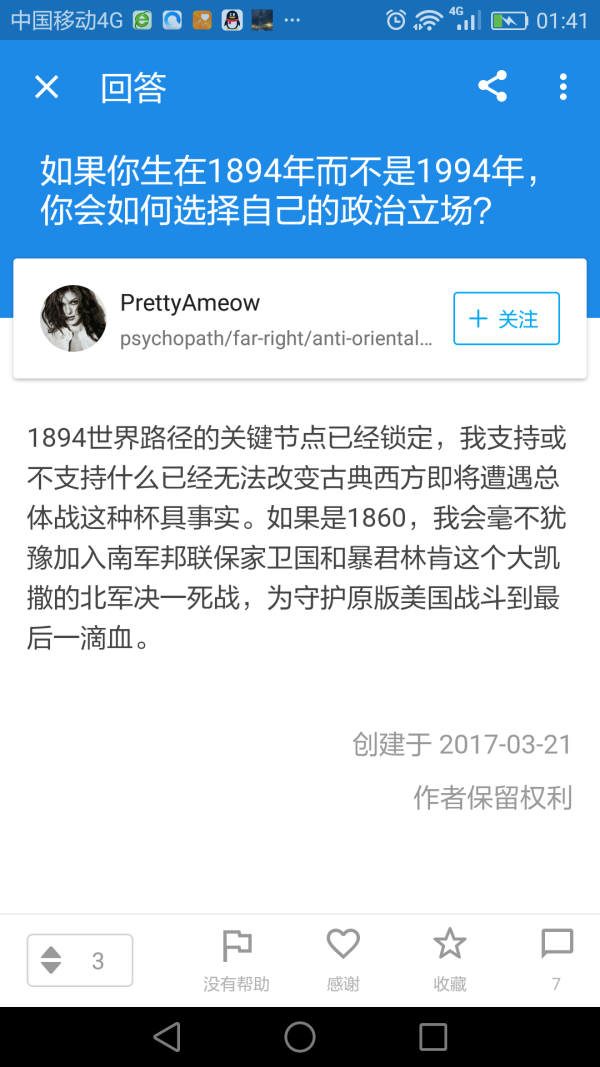 中国移动4G 4G 01:41
回答
如果你生在1894年而不是1994年，
你会如何选择自己的政治立场？
PrettyAmeow
+ 关注
psychopath/far-right/anti-oriental…
1894世界路径的关键节点已经锁定，我支持或
不支持什么已经无法改变古典西方即将遭遇总
体战这种杯具事实。如果是1860，我会毫不犹
豫加入南军邦联保家卫国和暴君林肯这个大凯
撒的北军决一死战，为守护原版美国战斗到最
后一滴血。
创建于 2017-03-21
作者保留权利
3
没有帮助 感谢 收藏 7